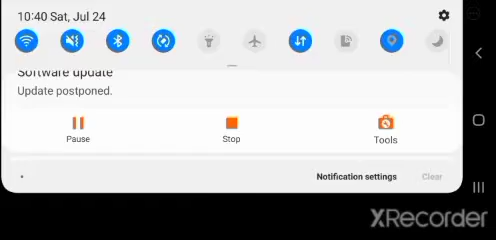 10:40 Sat, Jul 24
Software update
Update postponed.
Pause
Stop
Tools
Notification settings
Clear
XRecorder